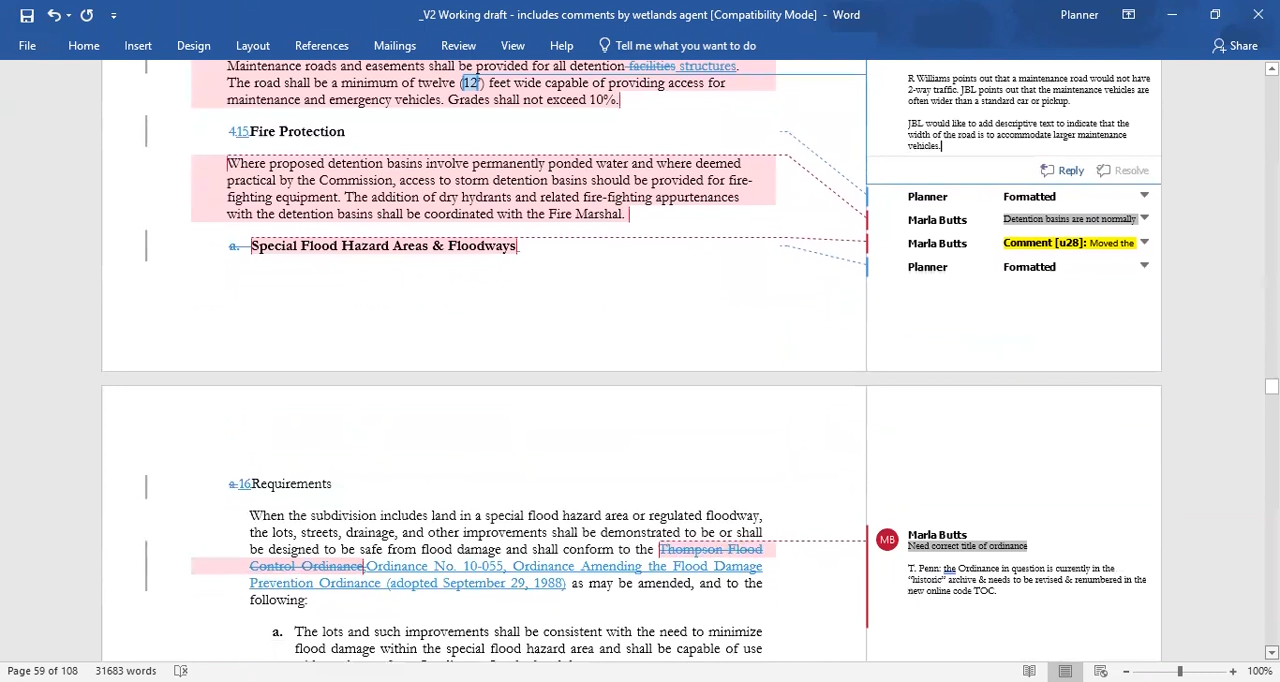 _V2 Working draft - includes comments by wetlands agent [Compatibility Mode] - Word
Planner
File Home Insert Design Layout References Mailings Review View Help Tell me what you want to do Share
Maintenance roads and easements shall be provided for all detention facilities structures.
The road shall be a minimum of twelve (12') feet wide capable of providing access for
maintenance and emergency vehicles. Grades shall not exceed 10%.
4.15Fire Protection
Where proposed detention basins involve permanently ponded water and where deemed
practical by the Commission, access to storm detention basins should be provided for fire-
fighting equipment. The addition of dry hydrants and related fire-fighting appurtenances
with the detention basins shall be coordinated with the Fire Marshal.
a. Special Flood Hazard Areas & Floodways
R Williams points out that a maintenance road would not have
2-way traffic. JBL points out that the maintenance vehicles are
often wider than a standard car or pickup.
JBL would like to add descriptive text to indicate that the
width of the road is to accommodate larger maintenance
vehicles.
Reply Resolve
Planner Formatted
Marla Butts Detention basins are not normally
Marla Butts Comment [u28]: Moved the
Planner Formatted
a.16.Requirements
When the subdivision includes land in a special flood hazard area or regulated floodway,
the lots, streets, drainage, and other improvements shall be demonstrated to be or shall
be designed to be safe from flood damage and shall conform to the Thompson Flood
Control Ordinance Ordinance No. 10-055, Ordinance Amending the Flood Damage
Prevention Ordinance (adopted September 29, 1988) as may be amended, and to the
following:
a. The lots and such improvements shall be consistent with the need to minimize
flood damage within the special flood hazard area and shall be capable of use
MB Marla Butts
Need correct title of ordinance
T. Penn: the Ordinance in question is currently in the
"historic" archive & needs to be revised & renumbered in the
new online code TOC.
Page 59 of 108 31683 words 100%